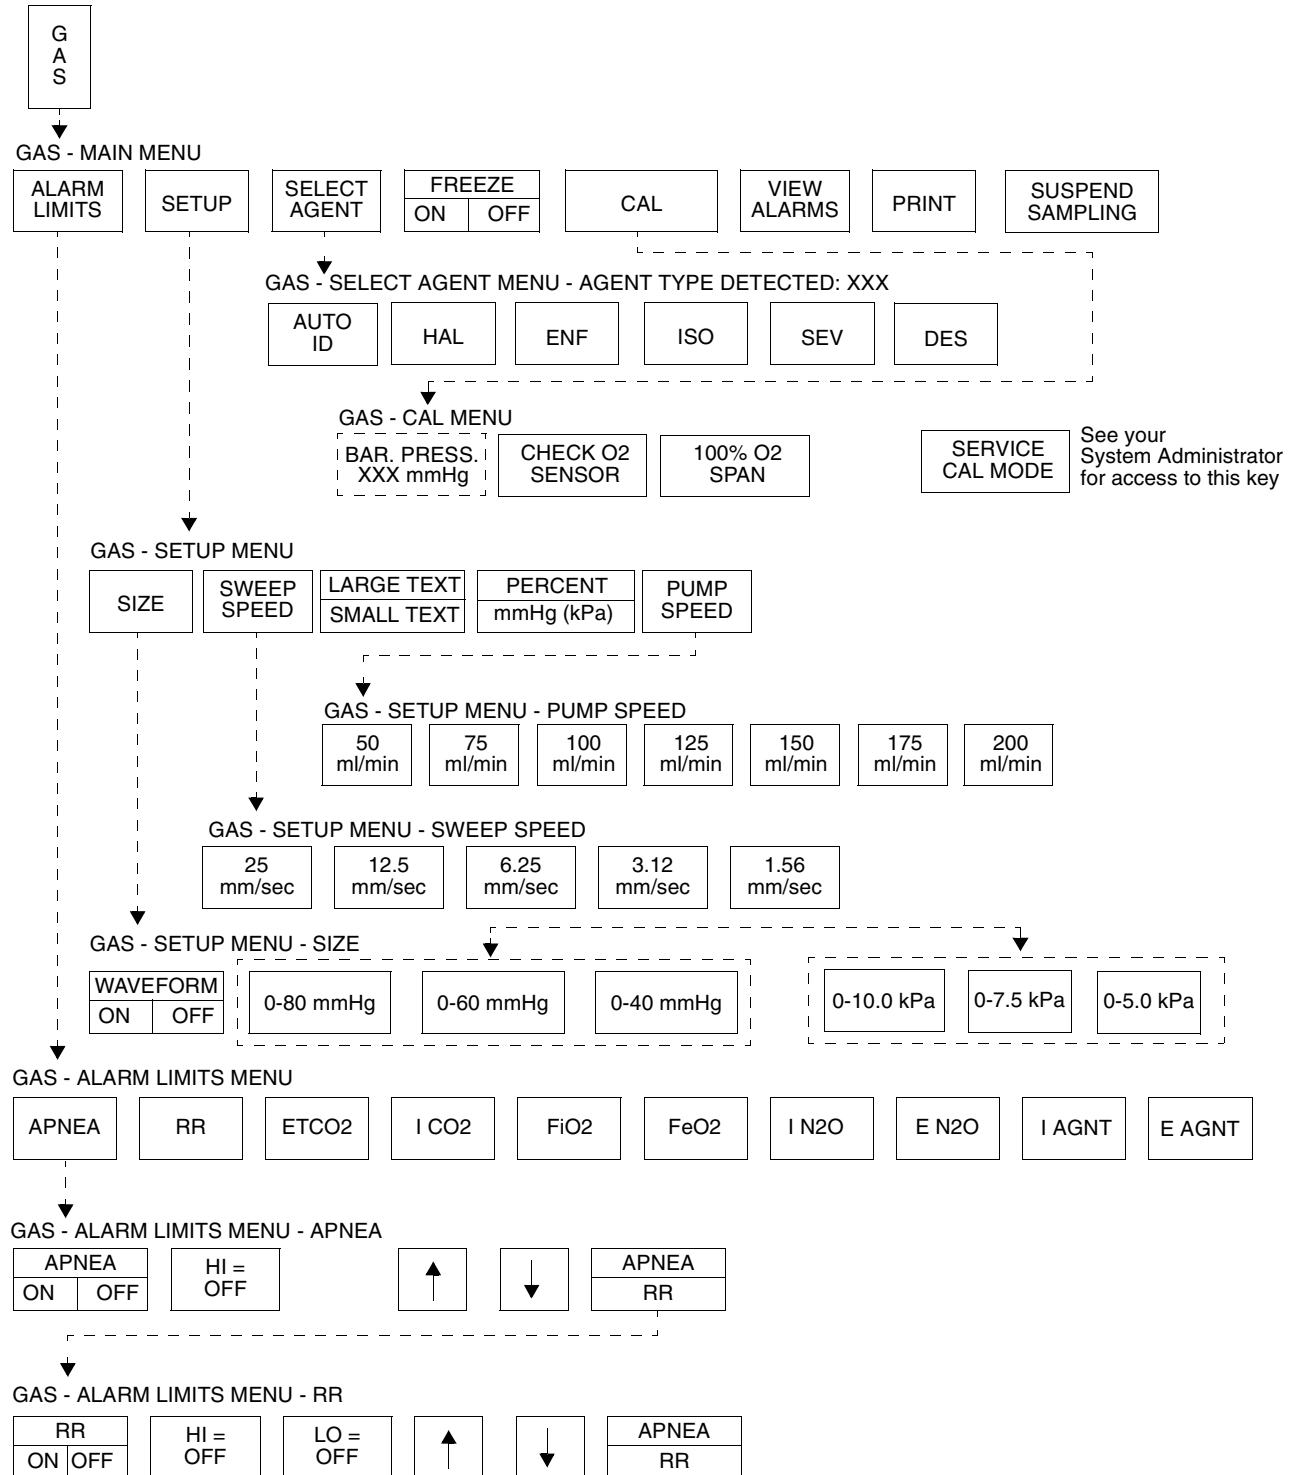 G
A
S
GAS - MAIN MENU
ALARM
LIMITS
SETUP
SELECT
AGENT
FREEZE
ON OFF
CAL
VIEW
ALARMS
PRINT
SUSPEND
SAMPLING
GAS - SELECT AGENT MENU - AGENT TYPE DETECTED: XXX
AUTO
ID
HAL
ENF
ISO
SEV
DES
GAS - CAL MENU
BAR. PRESS.
XXX mmHg
CHECK O2
SENSOR
100% O2
SPAN
SERVICE
CAL MODE
See your
System Administrator
for access to this key
GAS - SETUP MENU
SIZE
SWEEP
SPEED
LARGE TEXT
SMALL TEXT
PERCENT
mmHg (kPa)
PUMP
SPEED
GAS - SETUP MENU - PUMP SPEED
50
ml/min
75
ml/min
100
ml/min
125
ml/min
150
ml/min
175
ml/min
200
ml/min
GAS - SETUP MENU - SWEEP SPEED
25
mm/sec
12.5
mm/sec
6.25
mm/sec
3.12
mm/sec
1.56
mm/sec
GAS - SETUP MENU - SIZE
WAVEFORM
ON OFF
0-80 mmHg
0-60 mmHg
0-40 mmHg
0-10.0 kPa
0-7.5 kPa
0-5.0 kPa
GAS - ALARM LIMITS MENU
APNEA
RR
ETCO2
I CO2
FiO2
FeO2
I N2O
E N2O
I AGNT
E AGNT
GAS - ALARM LIMITS MENU - APNEA
APNEA
ON OFF
HI =
OFF
APNEA
RR
GAS - ALARM LIMITS MENU - RR
RR
ON OFF
HI =
OFF
LO =
OFF
APNEA
RR